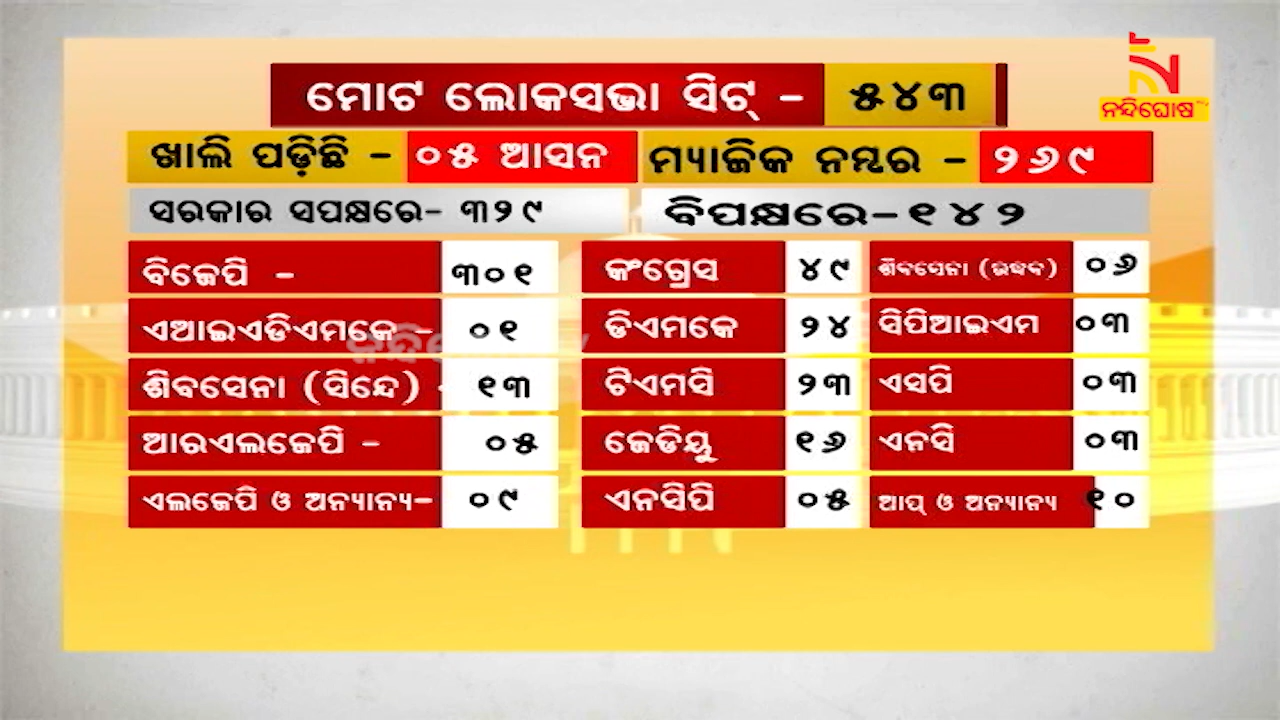 ମୋଟ ଲୋକସଭା ସିଟ୍ - ୫୪୩
ନନ୍ଦିଘୋଷ
ଖାଲି ପଡ଼ିଛି - ୦୫ ଆସନ ମ୍ୟାଜିକ ନମ୍ବର - ୨୬୯
ସରକାର ସପକ୍ଷରେ- ୩୨୯ ବିପକ୍ଷରେ-୧୪୨
ବିଜେପି - ୩୦୧ କଂଗ୍ରେସ ୪୯ ଶିବସେନା (ଉଦ୍ଧବ) ୦୬
ଏଆଇଏଡିଏମକେ - ୦୧ ଡିଏମକେ ୨୪ ସିପିଆଇଏମ ୦୩
ଶିବସେନା (ସିନ୍ଦେ) - ୧୩ ଟିଏମସି ୨୩ ଏସପି ୦୩
ଆରଏଲଜେପି - ୦୫ ଜେଡିୟୁ ୧୬ ଏନସି ୦୩
ଏଲଜେପି ଓ ଅନ୍ୟାନ୍ୟ- ୦୯ ଏନସିପି ୦୫ ଆପ୍ ଓ ଅନ୍ୟାନ୍ୟ ୧୦